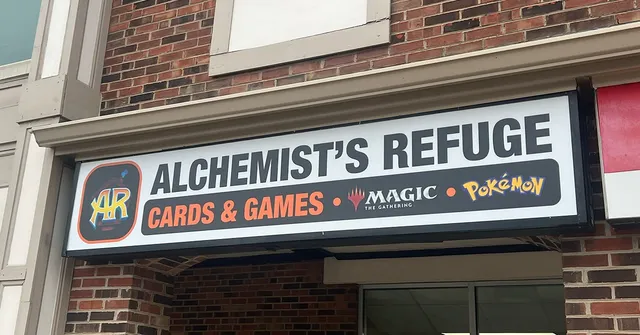 AR
ALCHEMIST'S REFUGE
CARDS & GAMES • MAGIC • POKéMON
THE GATHERING